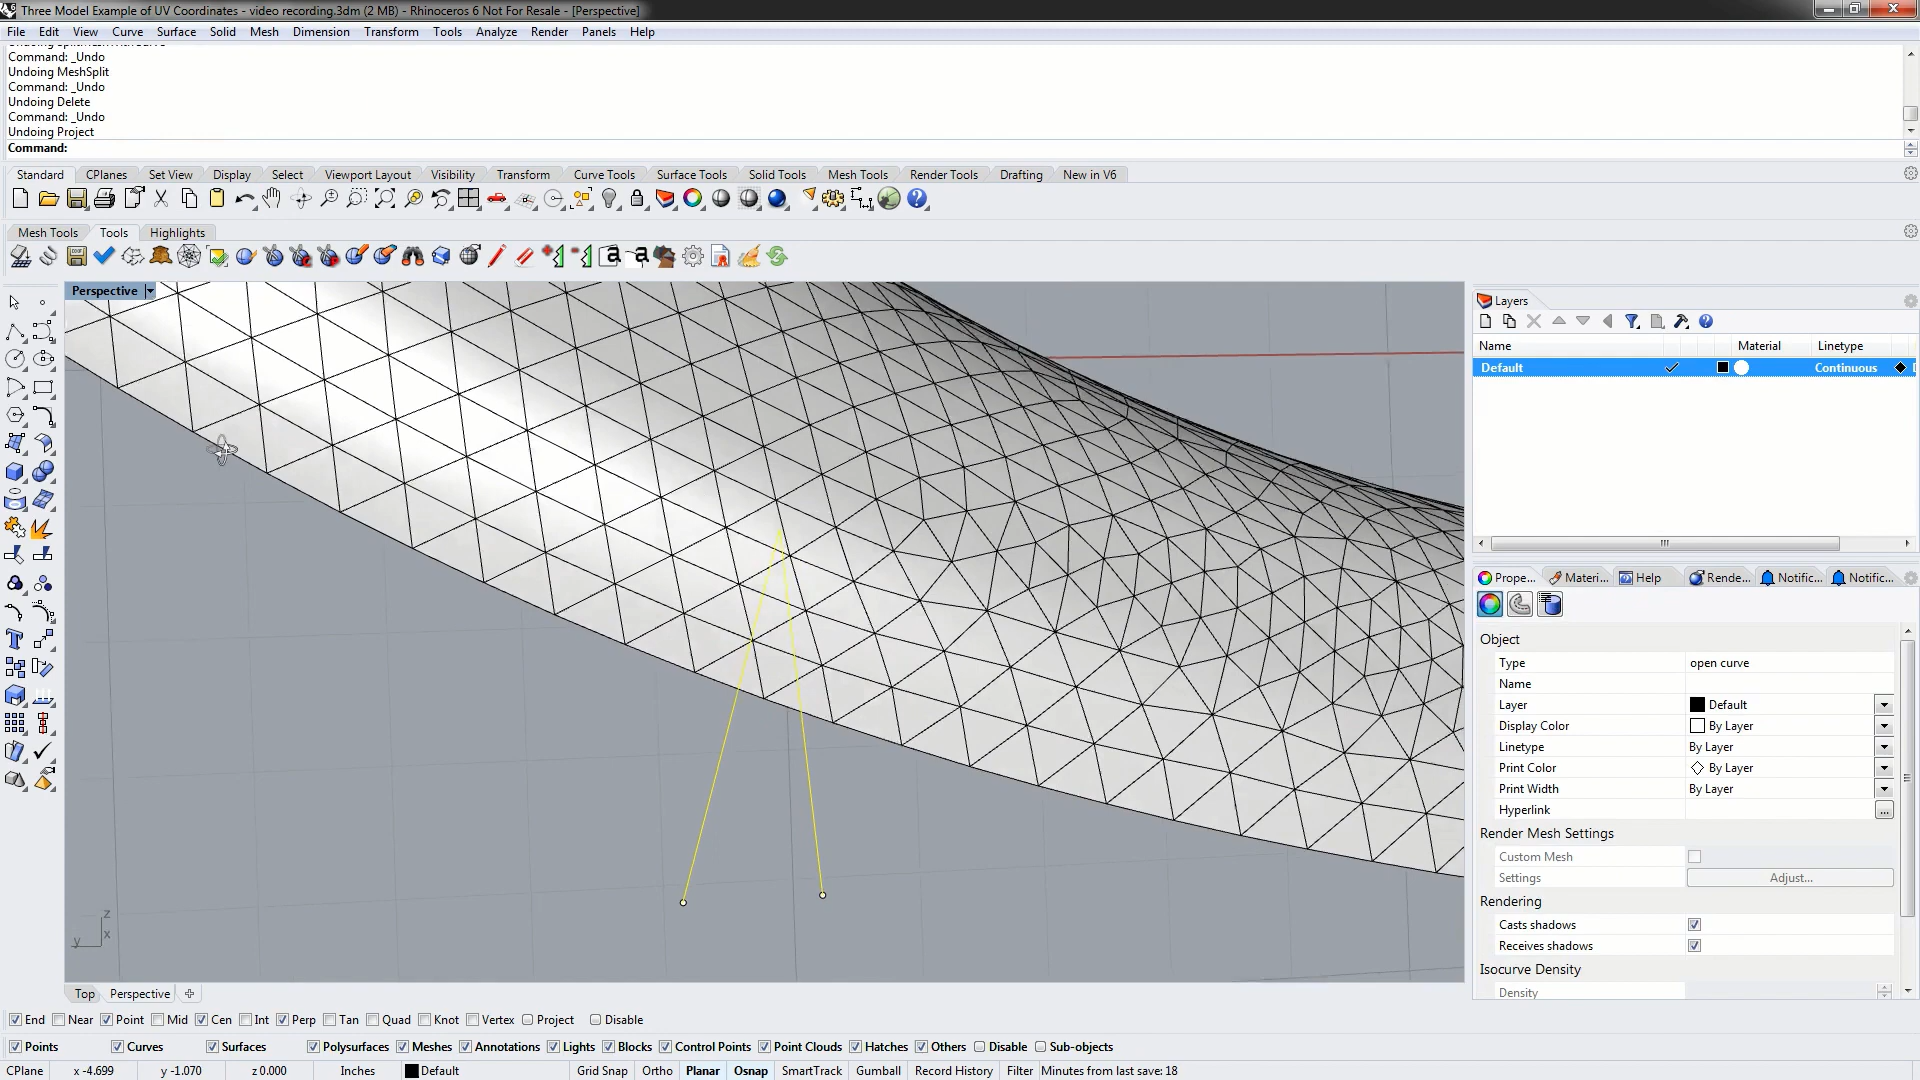 Three Model Example of UV Coordinates - video recording.3dm (2 MB) - Rhinoceros 6 Not For Resale - [Perspective]
File Edit View Curve Surface Solid Mesh Dimension Transform Tools Analyze Render Panels Help
Command: _Undo
Undoing MeshSplit
Command: _Undo
Undoing Delete
Command: _Undo
Undoing Project
Command:
Standard CPlanes Set View Display Select Viewport Layout Visibility Transform Curve Tools Surface Tools Solid Tools Mesh Tools Render Tools Drafting New in V6
Mesh Tools Tools Highlights
Perspective
Layers
Name Material Linetype
Default Continuous
Prope... Materi... Help Rende... Notific... Notific...
Object
Type open curve
Name
Layer Default
Display Color By Layer
Linetype By Layer
Print Color By Layer
Print Width By Layer
Hyperlink ...
Render Mesh Settings
Custom Mesh
Settings Adjust...
Rendering
Casts shadows
Receives shadows
Isocurve Density
Density
z
y x
Top Perspective
End Near Point Mid Cen Int Perp Tan Quad Knot Vertex Project Disable
Points Curves Surfaces Polysurfaces Meshes Annotations Lights Blocks Control Points Point Clouds Hatches Others Disable Sub-objects
CPlane x -4.699 y -1.070 z 0.000 Inches Default Grid Snap Ortho Planar Osnap SmartTrack Gumball Record History Filter Minutes from last save: 18